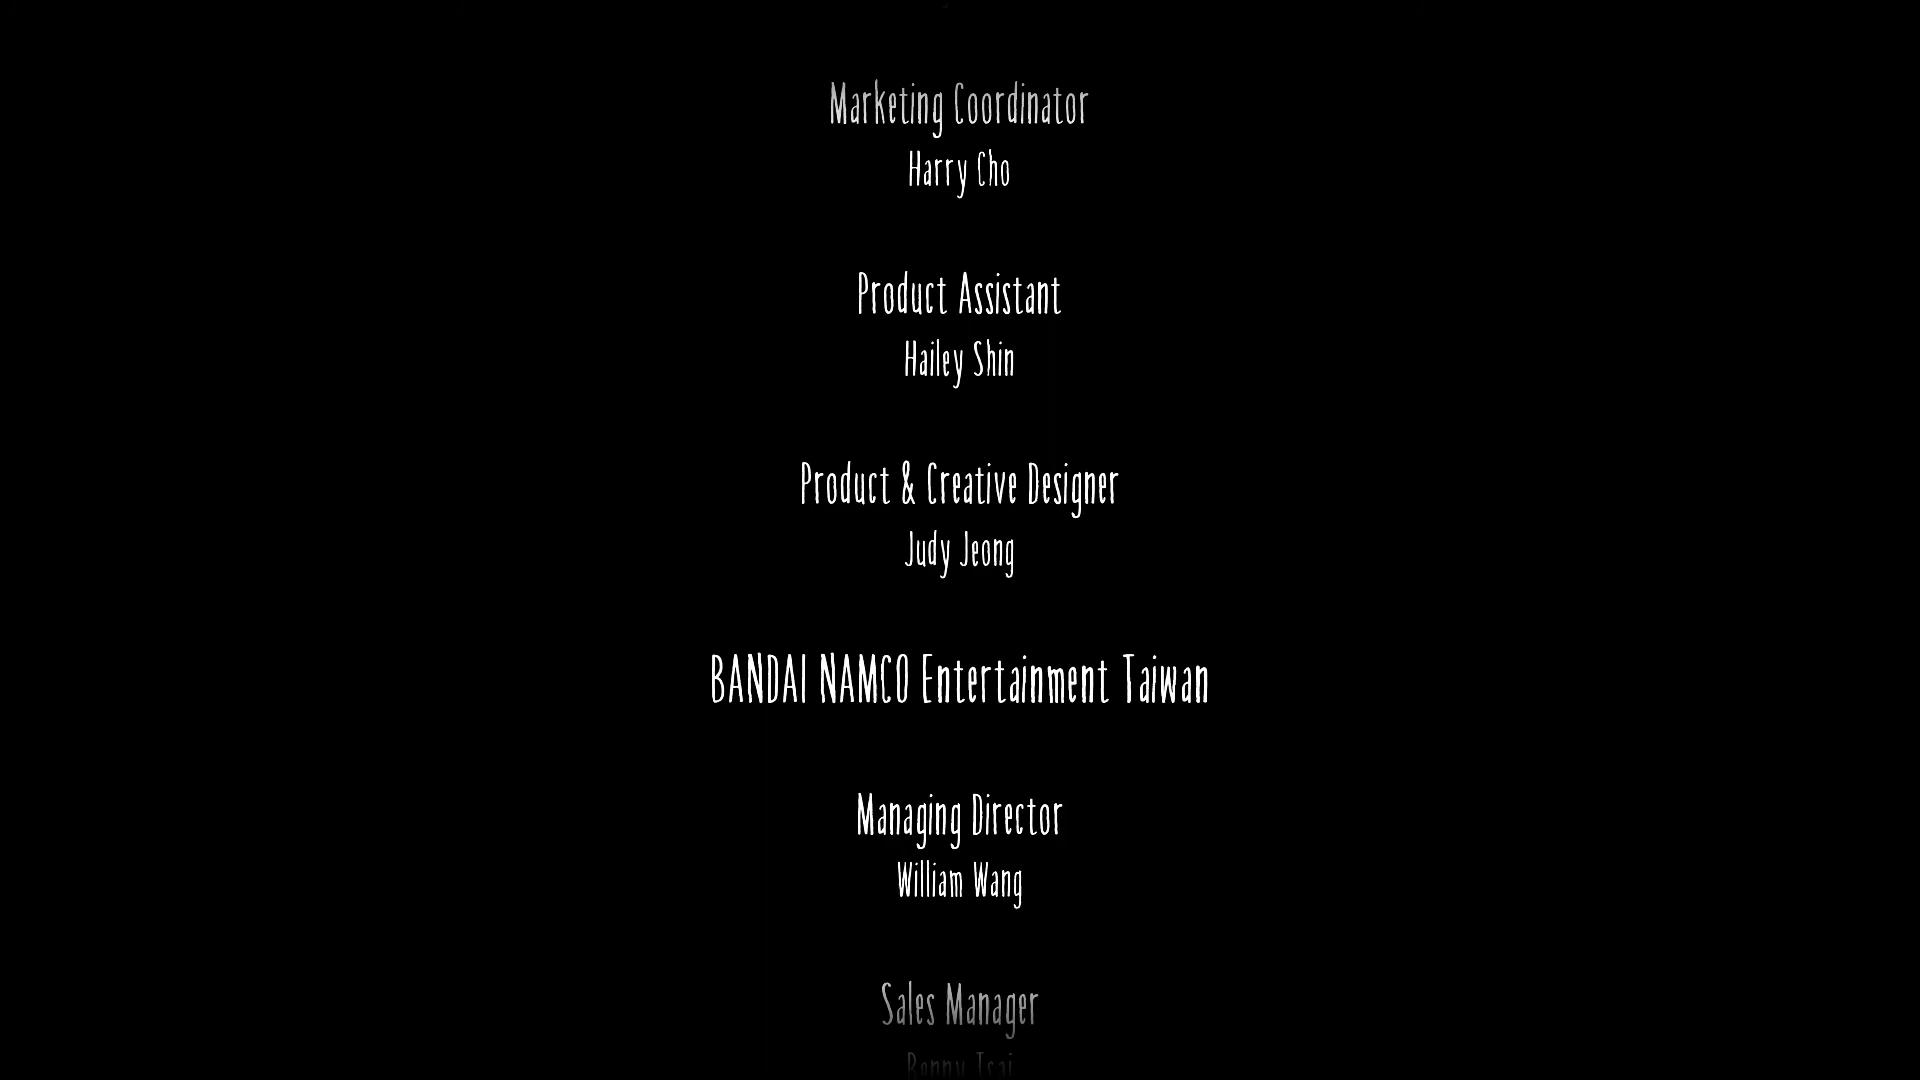 Marketing Coordinator
Harry Cho
Product Assistant
Hailey Shin
Product & Creative Designer
Judy Jeong
BANDAI NAMCO Entertainment Taiwan
Managing Director
William Wang
Sales Manager